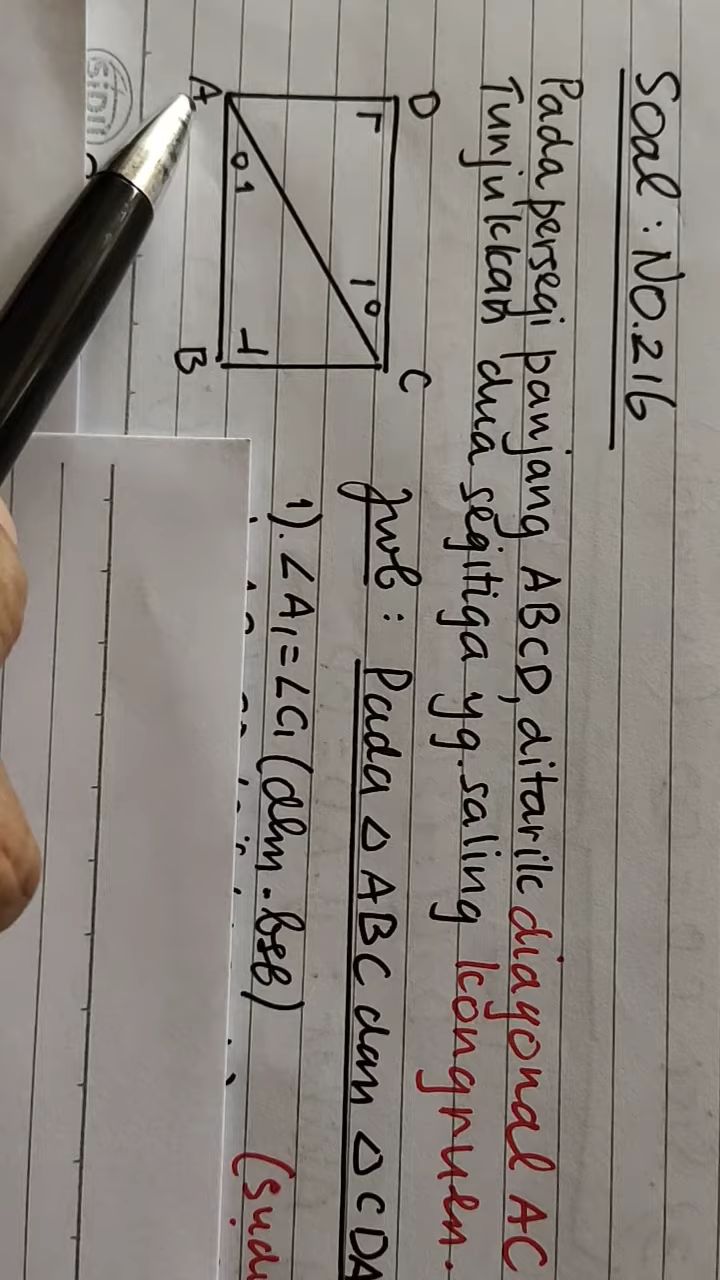 Soal : No.216
Pada persegi panjang ABCD, ditarik diagonal AC
Tunjukkan dua segitiga yg. saling kongruen.
D
C
1
1
A
B
Jwb : Pada △ ABC dan △ CDA
1). ∠A₁ = ∠C₁ (dlm. bsb)
SIDU